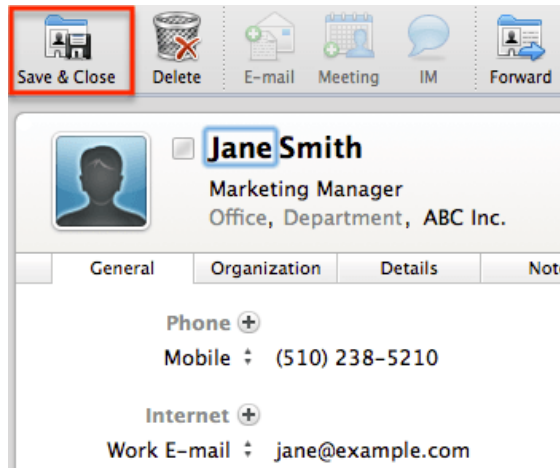 Save & Close Delete E-mail Meeting IM Forward
Jane Smith
Marketing Manager
Office, Department, ABC Inc.
General Organization Details Not
Phone
Mobile (510) 238-5210
Internet
Work E-mail jane@example.com